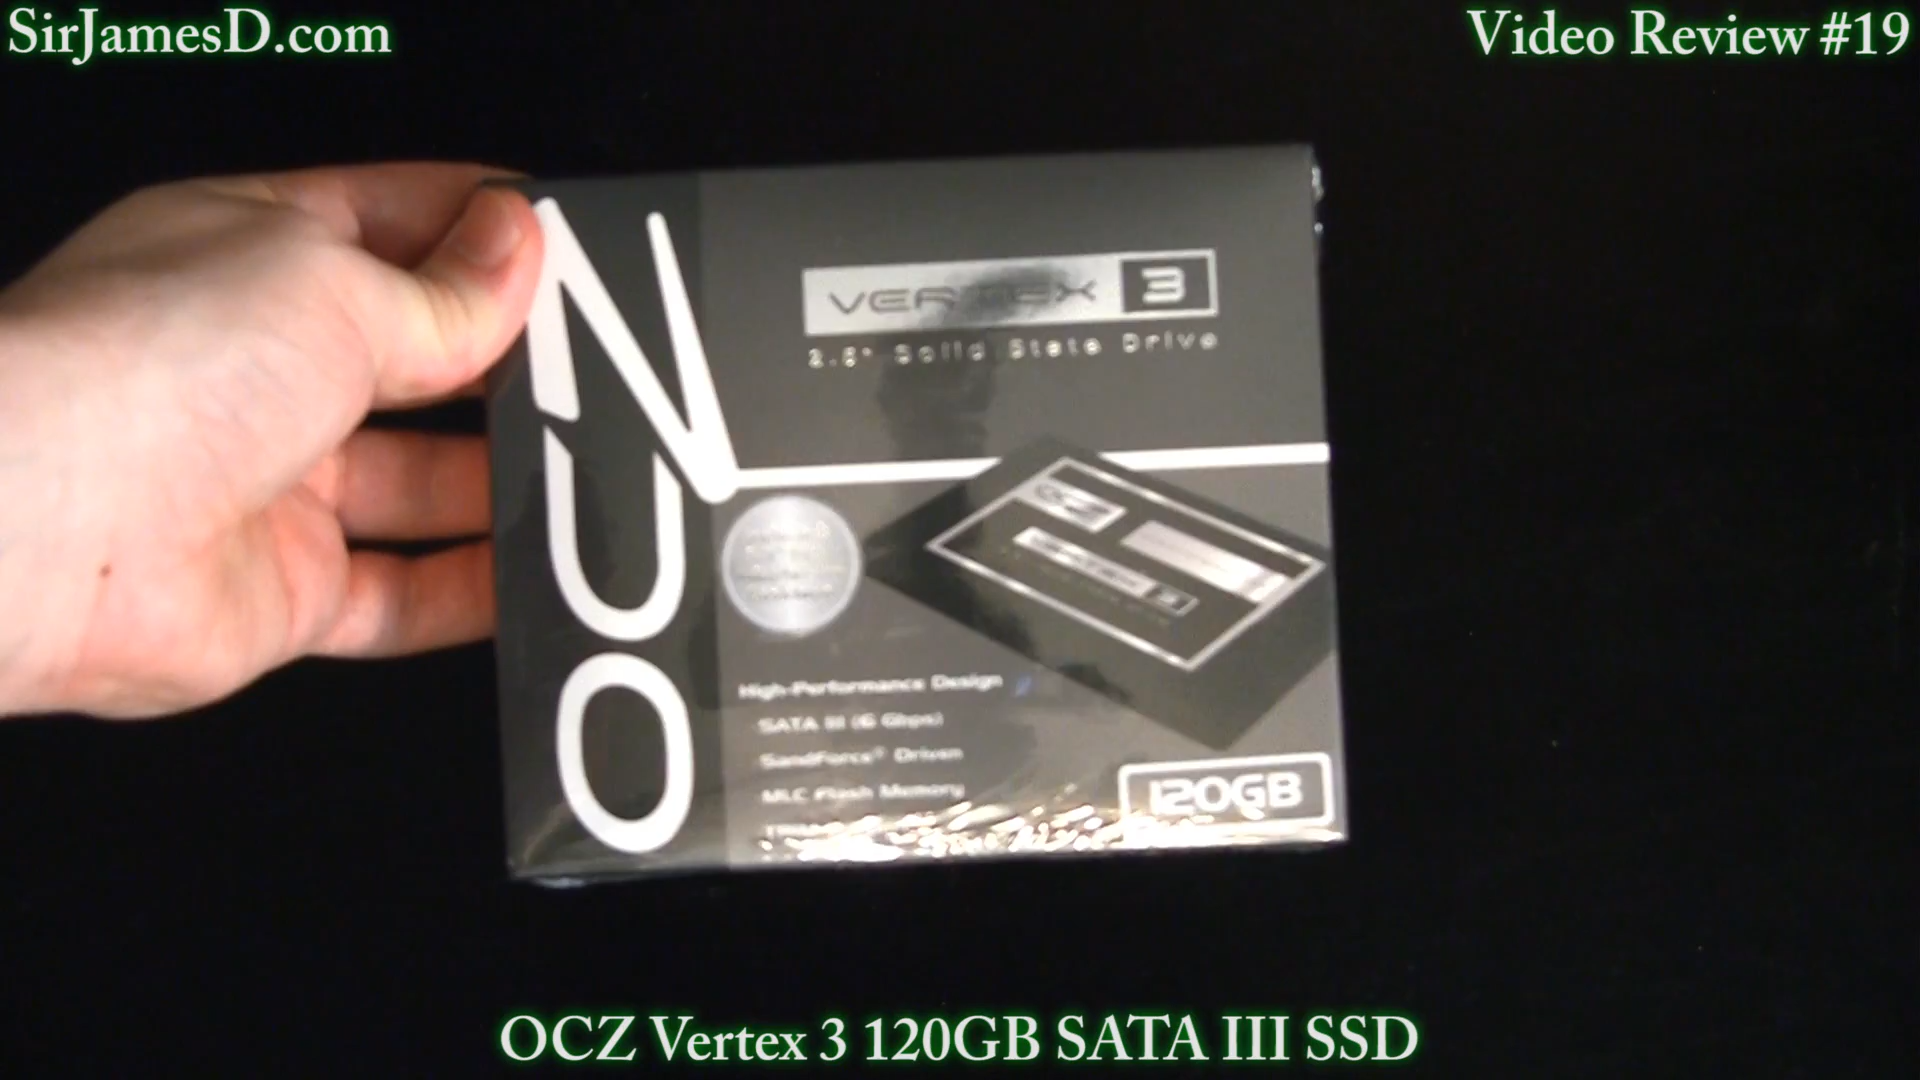 SirJamesD.com
Video Review #19
VERTEX 3
2.5" Solid State Drive
OCZ
High-Performance Design
SATA III (6 Gbps)
SandForce® Driven
MLC Flash Memory
TRIM
120GB
OCZ Vertex 3 120GB SATA III SSD